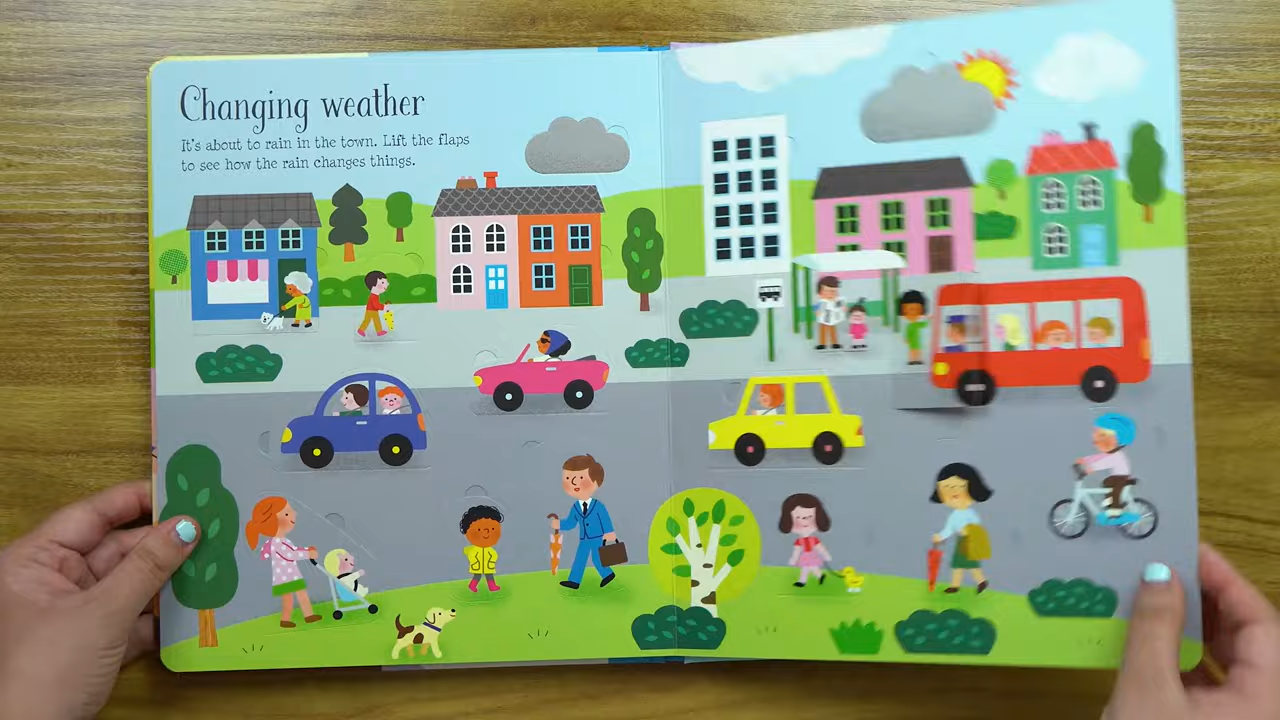 Changing weather
It's about to rain in the town. Lift the flaps
to see how the rain changes things.